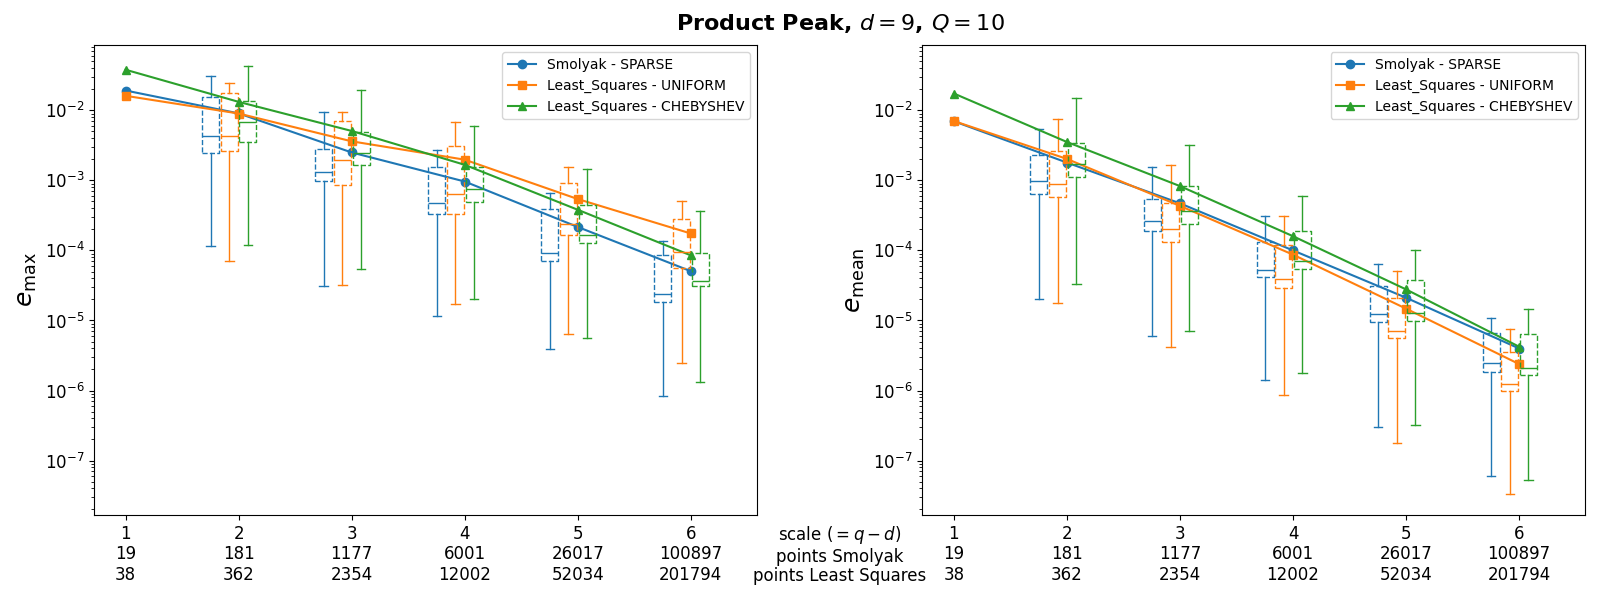 Product Peak, d = 9, Q = 10
Smolyak - SPARSE
Least_Squares - UNIFORM
Least_Squares - CHEBYSHEV
10⁻²
10⁻³
10⁻⁴
10⁻⁵
10⁻⁶
10⁻⁷
e_max
1 2 3 4 5 6
19 181 1177 6001 26017 100897
38 362 2354 12002 52034 201794
scale (= q − d)
points Smolyak
points Least Squares
Smolyak - SPARSE
Least_Squares - UNIFORM
Least_Squares - CHEBYSHEV
10⁻²
10⁻³
10⁻⁴
10⁻⁵
10⁻⁶
10⁻⁷
e_mean
1 2 3 4 5 6
19 181 1177 6001 26017 100897
38 362 2354 12002 52034 201794